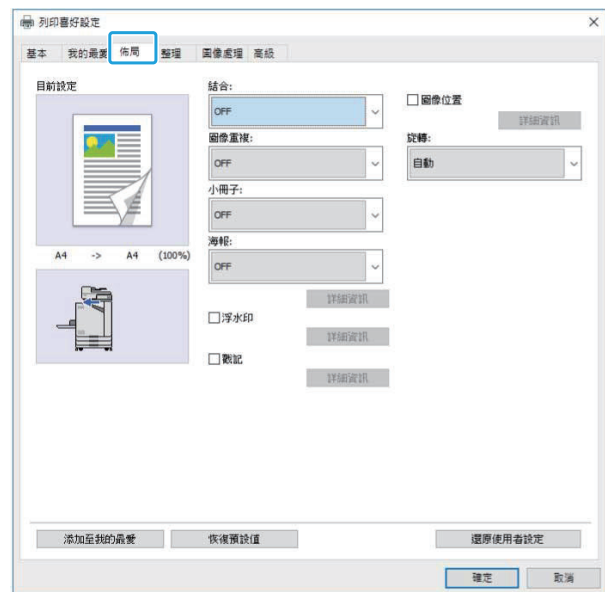 列印喜好設定
基本 我的最愛 佈局 整理 圖像處理 高級
目前設定
A4 -> A4 (100%)
結合:
OFF
圖像重複:
OFF
小冊子:
OFF
海報:
OFF
詳細資訊
浮水印
詳細資訊
戳記
詳細資訊
圖像位置
詳細資訊
旋轉:
自動
添加至我的最愛 恢復預設值 還原使用者設定
確定 取消